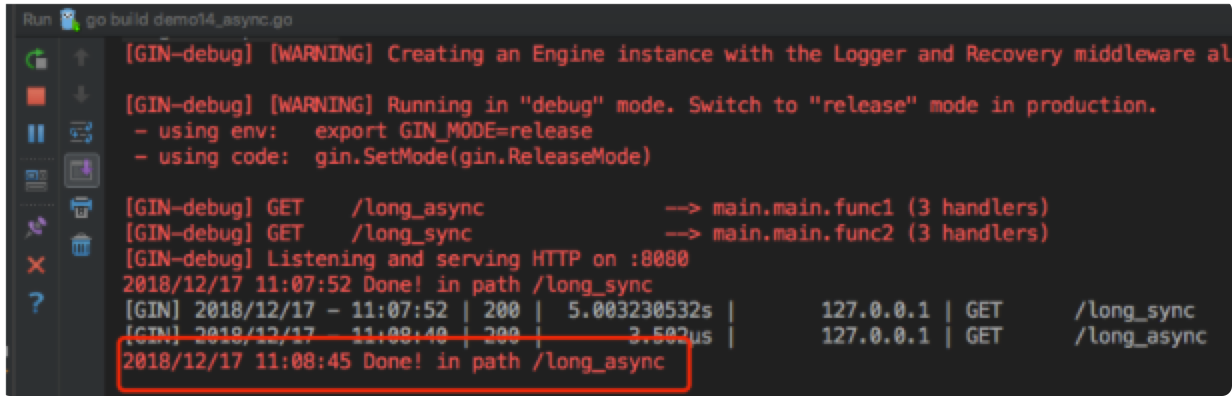 Run go build demo14_async.go
[GIN-debug] [WARNING] Creating an Engine instance with the Logger and Recovery middleware al
[GIN-debug] [WARNING] Running in "debug" mode. Switch to "release" mode in production.
– using env: export GIN_MODE=release
– using code: gin.SetMode(gin.ReleaseMode)
[GIN-debug] GET /long_async --> main.main.func1 (3 handlers)
[GIN-debug] GET /long_sync --> main.main.func2 (3 handlers)
[GIN-debug] Listening and serving HTTP on :8080
2018/12/17 11:07:52 Done! in path /long_sync
[GIN] 2018/12/17 – 11:07:52 | 200 | 5.003230532s | 127.0.0.1 | GET /long_sync
[GIN] 2018/12/17 – 11:08:40 | 200 | 3.502µs | 127.0.0.1 | GET /long_async
2018/12/17 11:08:45 Done! in path /long_async